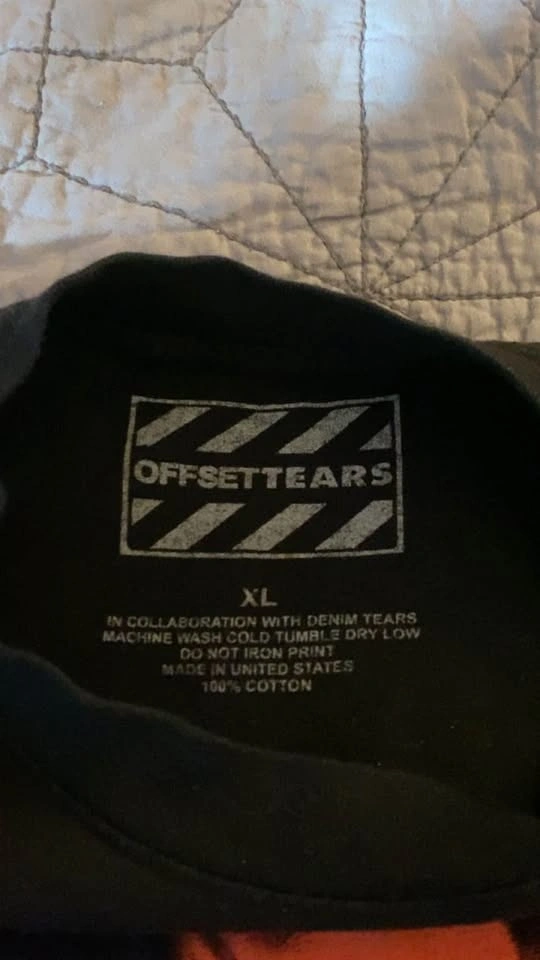 OFFSETTEARS
XL
IN COLLABORATION WITH DENIM TEARS
MACHINE WASH COLD TUMBLE DRY LOW
DO NOT IRON PRINT
MADE IN UNITED STATES
100% COTTON